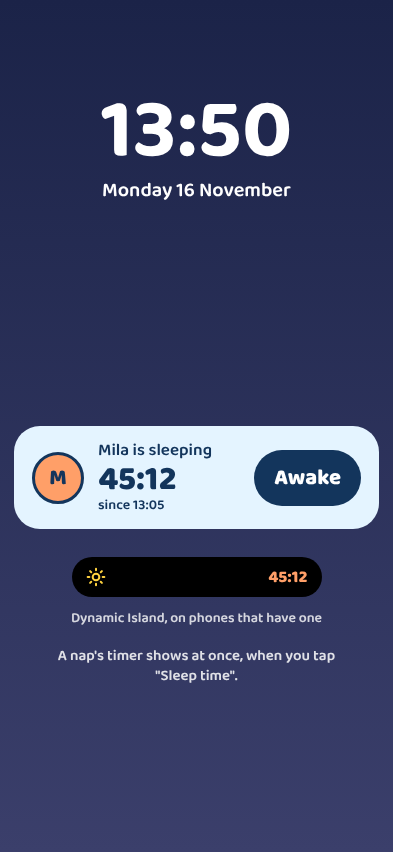 13:50
Monday 16 November
Mila is sleeping
M
45:12
Awake
since 13:05
45:12
Dynamic Island, on phones that have one
A nap's timer shows at once, when you tap
"Sleep time".